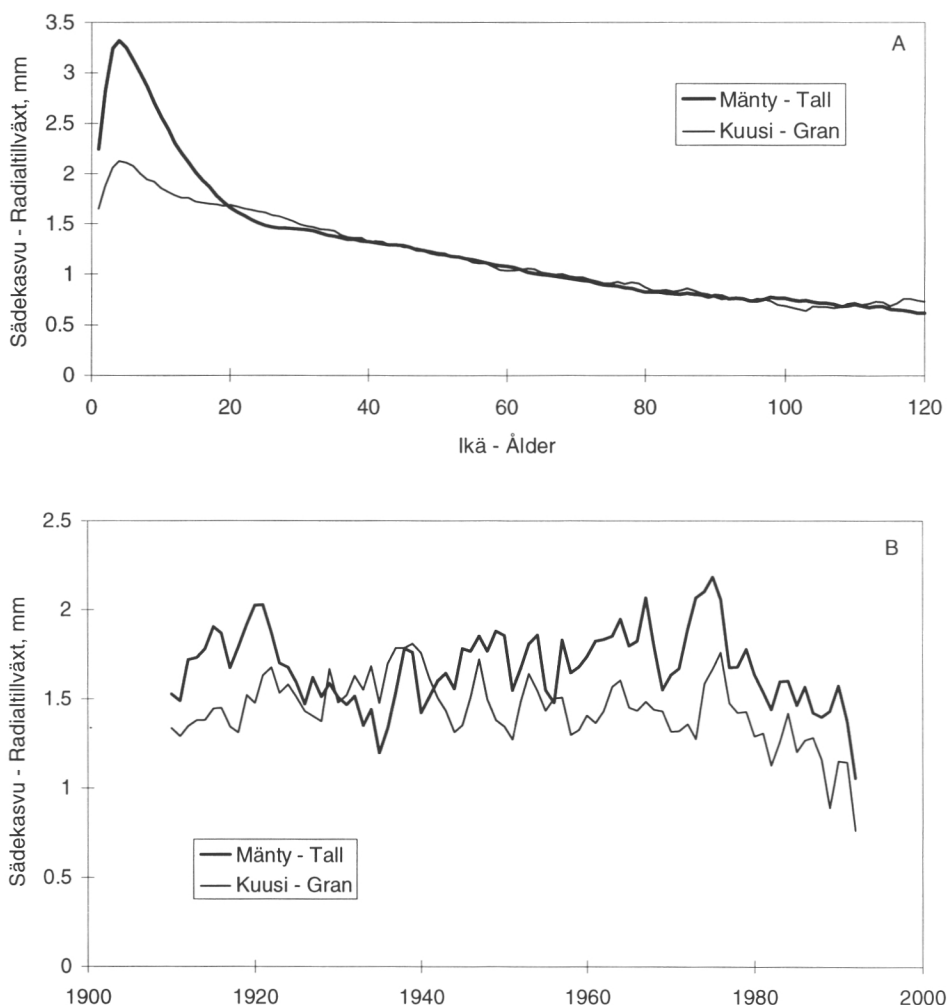 Sädekasvu - Radialtillväxt, mm
3.5
3
2.5
2
1.5
1
0.5
0
A
Mänty - Tall
Kuusi - Gran
0 20 40 60 80 100 120
Ikä - Ålder
Sädekasvu - Radialtillväxt, mm
2.5
2
1.5
1
0.5
0
B
Mänty - Tall
Kuusi - Gran
1900 1920 1940 1960 1980 2000